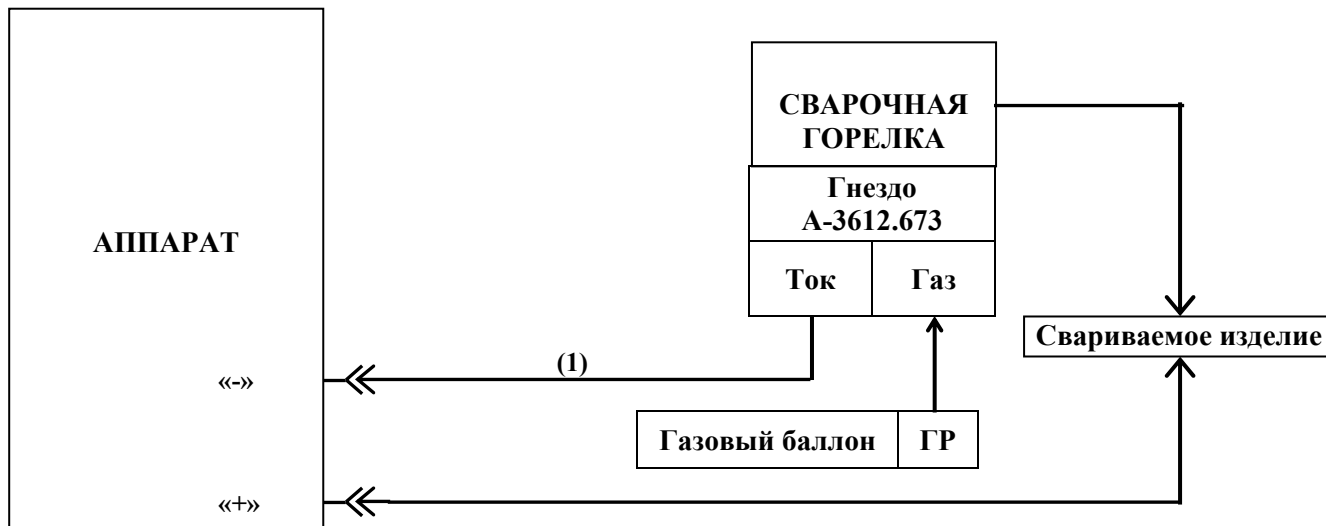 СВАРОЧНАЯ
ГОРЕЛКА
Гнездо
А-3612.673
АППАРАТ
Ток
Газ
Свариваемое изделие
(1)
«-»
Газовый баллон
ГР
«+»